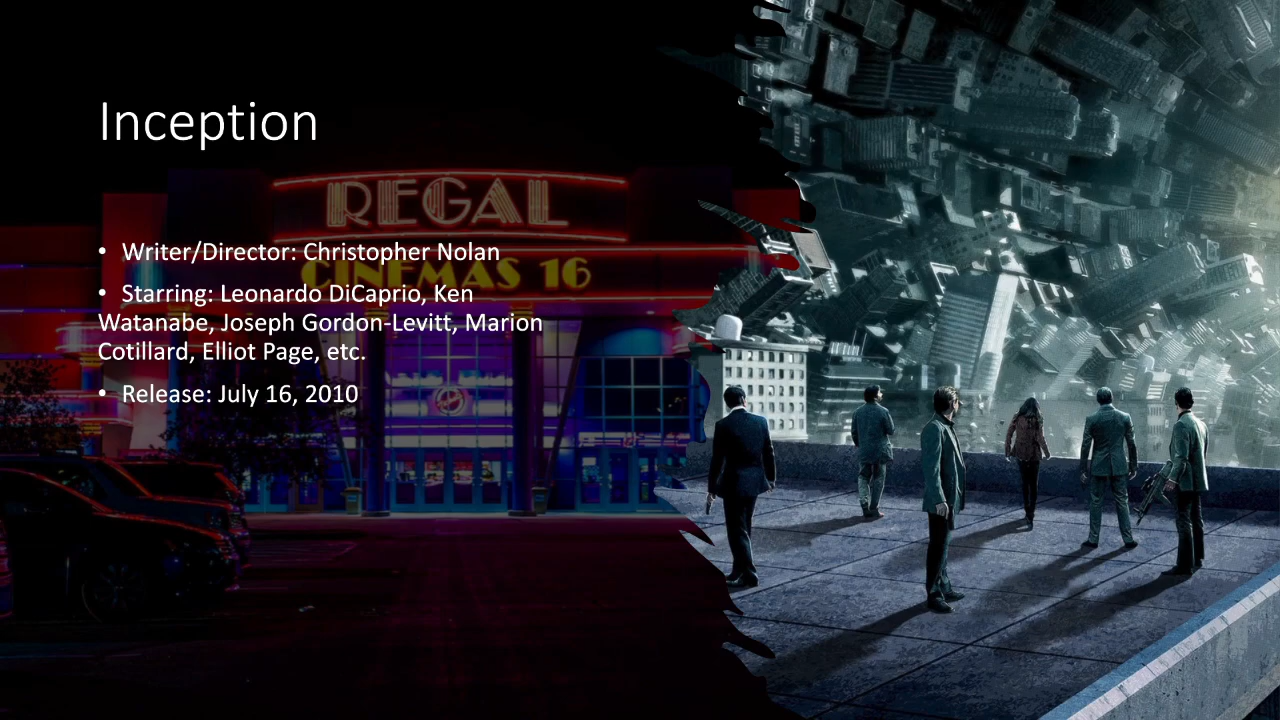 Inception
REGAL
CINEMAS 16
• Writer/Director: Christopher Nolan
• Starring: Leonardo DiCaprio, Ken
Watanabe, Joseph Gordon-Levitt, Marion
Cotillard, Elliot Page, etc.
• Release: July 16, 2010